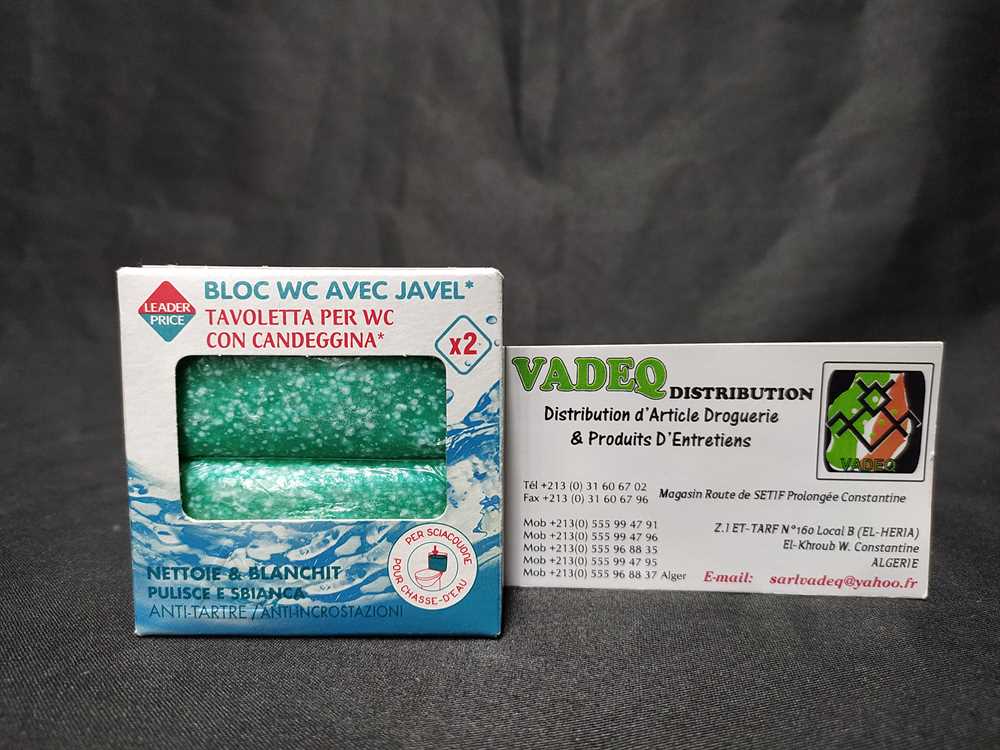 LEADER
PRICE
BLOC WC AVEC JAVEL*
TAVOLETTA PER WC
CON CANDEGGINA*
x2
PER SCIACQUONE
POUR CHASSE-D'EAU
NETTOIE & BLANCHIT
PULISCE E SBIANCA
ANTI-TARTRE / ANTI-INCROSTAZIONI
VADEQ DISTRIBUTION
Distribution d'Article Droguerie
& Produits D'Entretiens
VADEQ
Tél +213 (0) 31 60 67 02
Fax +213 (0) 31 60 67 96
Magasin Route de SETIF Prolongée Constantine
Mob +213(0) 555 99 47 91
Mob +213(0) 555 99 47 96
Mob +213(0) 555 96 88 35
Mob +213(0) 555 99 47 95
Mob +213(0) 555 96 88 37 Alger
Z.I ET-TARF N°160 Local B (EL-HERIA)
El-Khroub W. Constantine
ALGERIE
E-mail: sarlvadeq@yahoo.fr